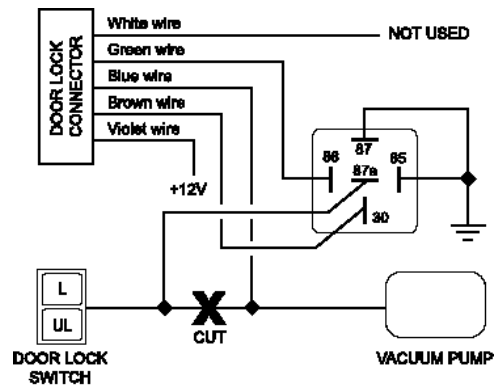 White wire
NOT USED
Green wire
Blue wire
Brown wire
Violet wire
DOOR LOCK
CONNECTOR
+12V
87
86
87a
85
30
L
UL
X
CUT
DOOR LOCK
SWITCH
VACUUM PUMP